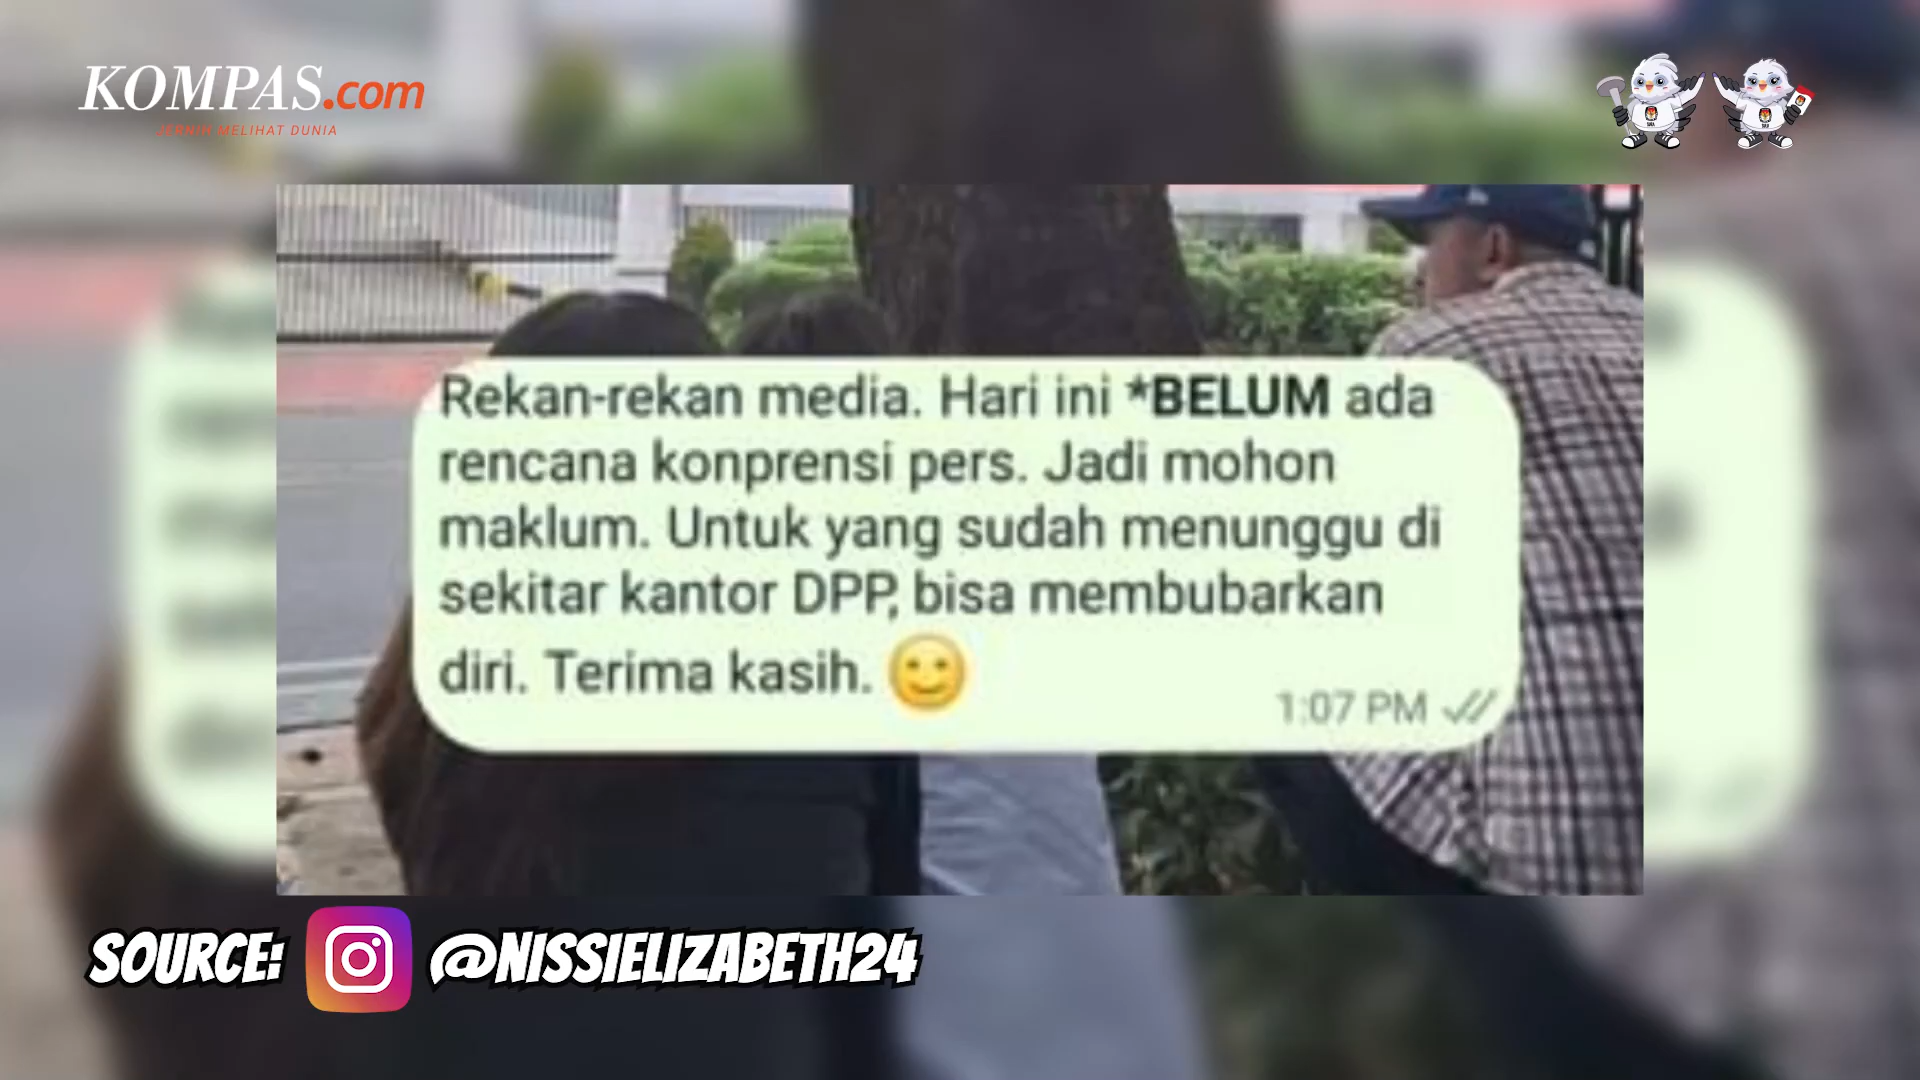 KOMPAS.com
JERNIH MELIHAT DUNIA
Rekan-rekan media. Hari ini *BELUM ada
rencana konprensi pers. Jadi mohon
maklum. Untuk yang sudah menunggu di
sekitar kantor DPP, bisa membubarkan
diri. Terima kasih. 🙂
1:07 PM
SOURCE: @NISSIELIZABETH24